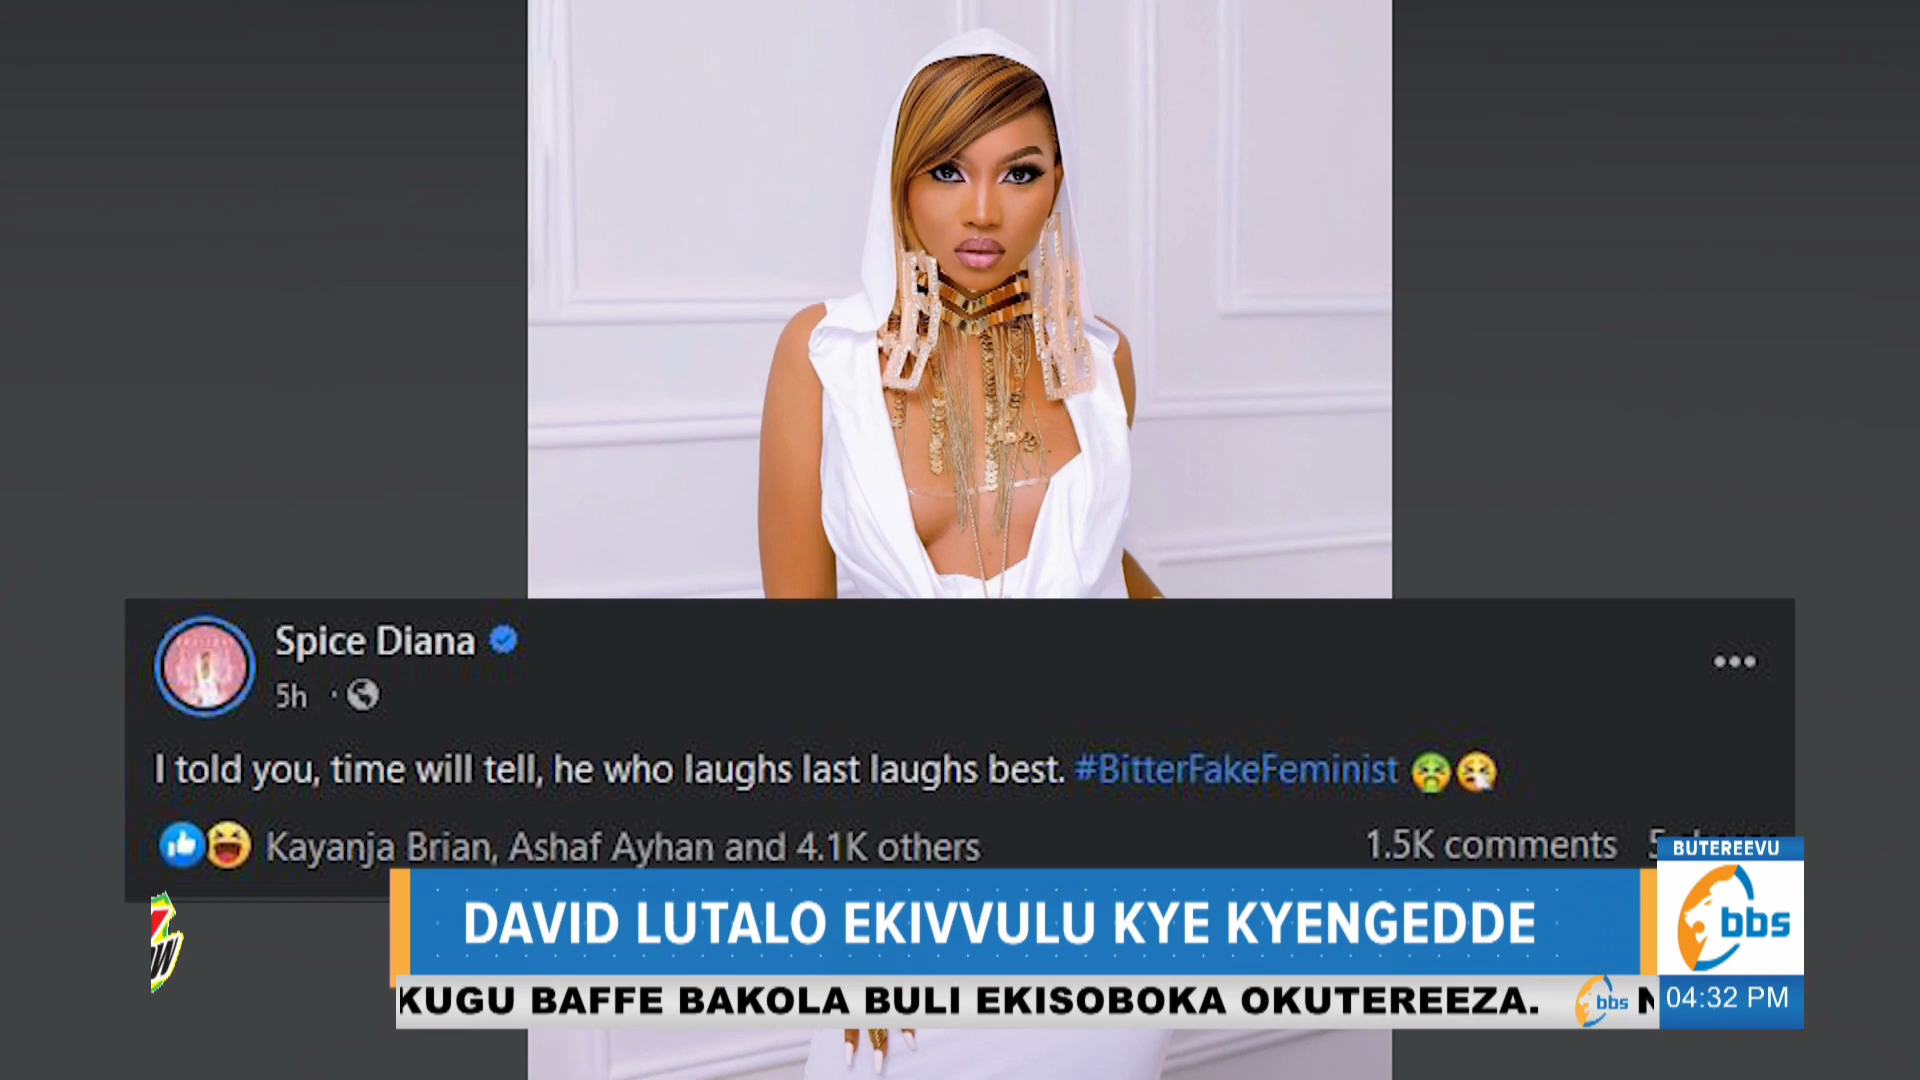 Spice Diana
5h ·
I told you, time will tell, he who laughs last laughs best. #BitterFakeFeminist
Kayanja Brian, Ashaf Ayhan and 4.1K others
1.5K comments
BUTEREEVU
bbs
DAVID LUTALO EKIVVULU KYE KYENGEDDE
KUGU BAFFE BAKOLA BULI EKISOBOKA OKUTEREEZA.
bbs
04:32 PM